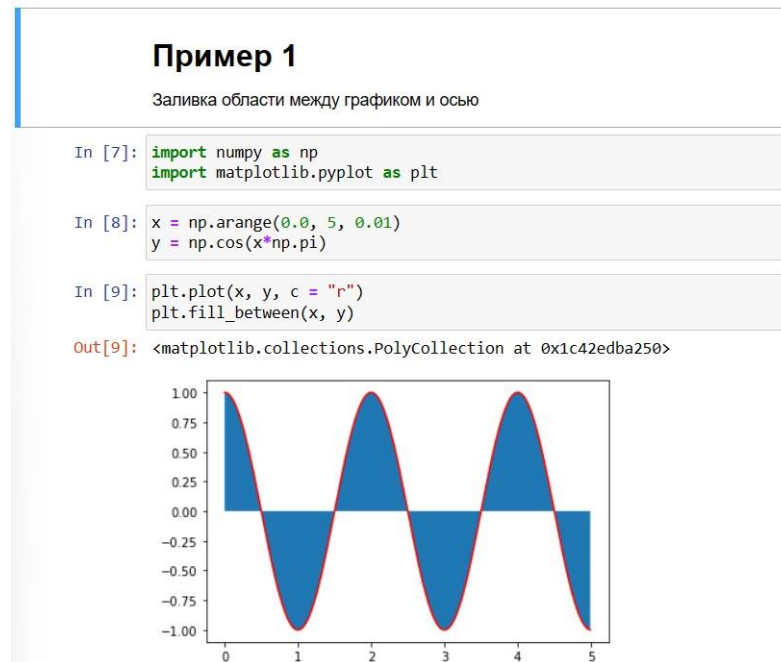 Пример 1
Заливка области между графиком и осью
In [7]: import numpy as np
import matplotlib.pyplot as plt
In [8]: x = np.arange(0.0, 5, 0.01)
y = np.cos(x*np.pi)
In [9]: plt.plot(x, y, c = "r")
plt.fill_between(x, y)
Out[9]: <matplotlib.collections.PolyCollection at 0x1c42edba250>
1.00
0.75
0.50
0.25
0.00
−0.25
−0.50
−0.75
−1.00
0 1 2 3 4 5